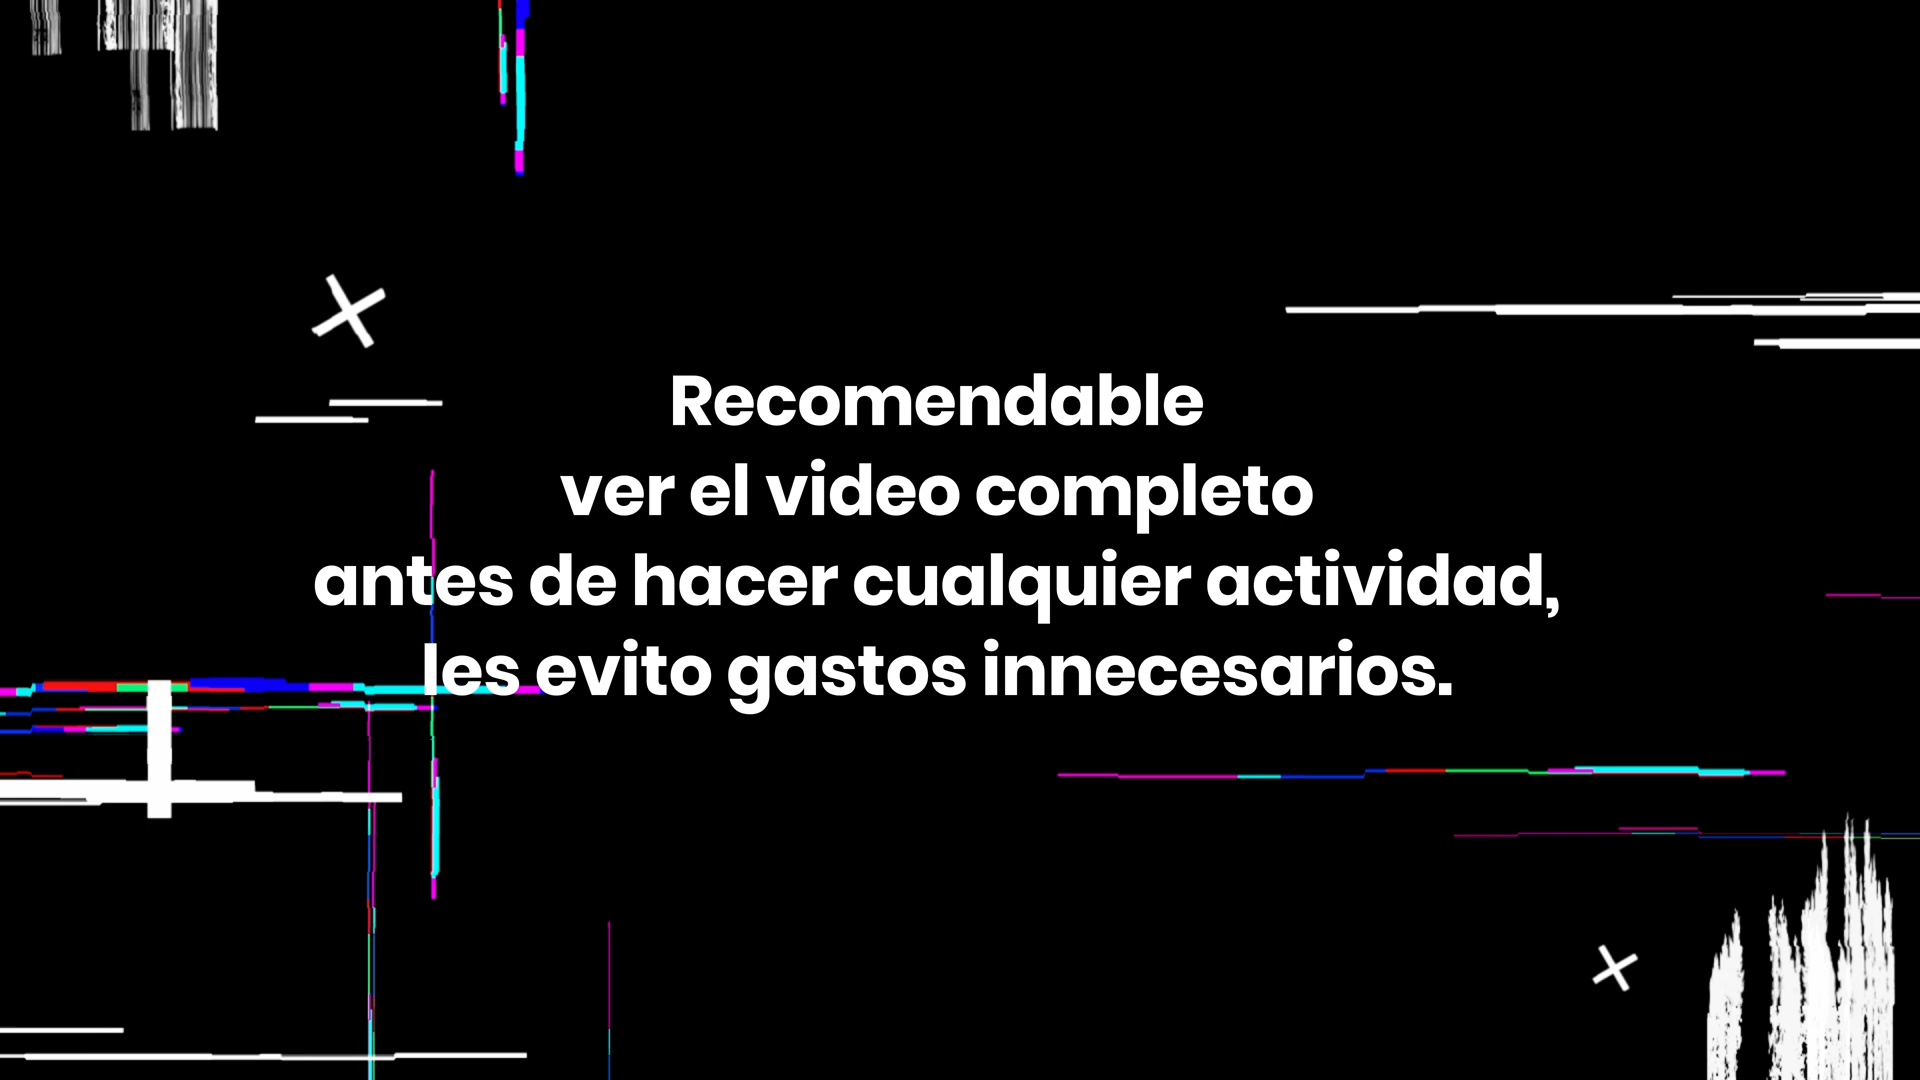 Recomendable
ver el video completo
antes de hacer cualquier actividad,
les evito gastos innecesarios.